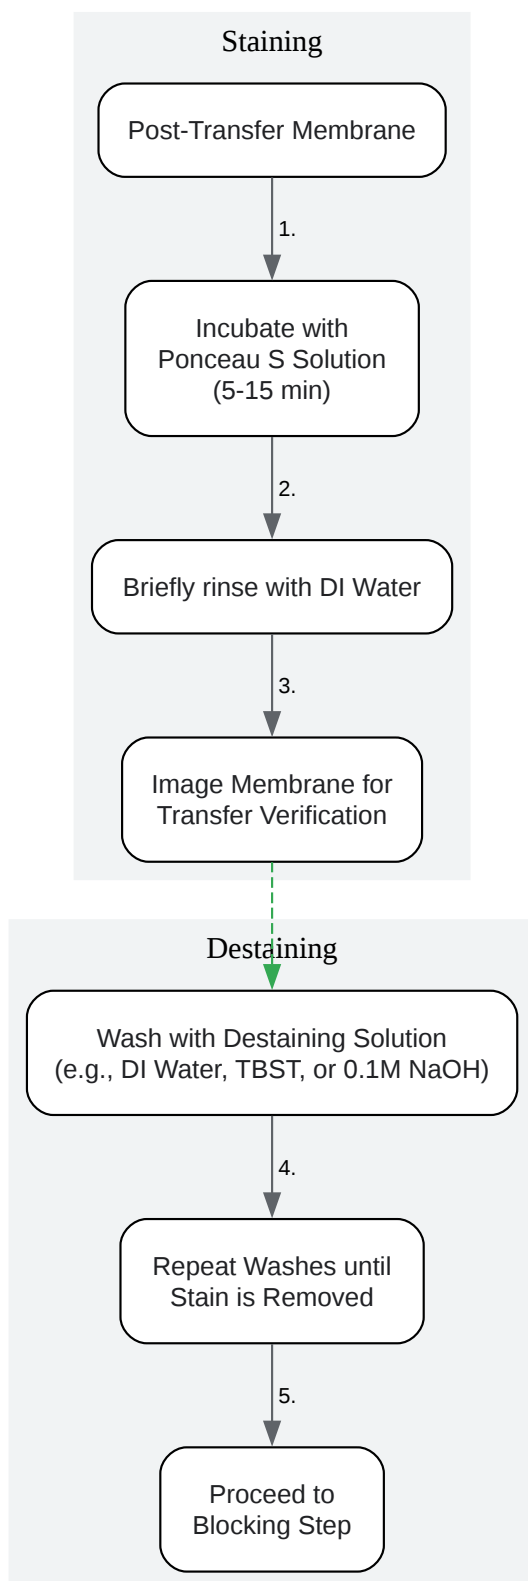 Staining
Post-Transfer Membrane
1.
Incubate with
Ponceau S Solution
(5-15 min)
2.
Briefly rinse with DI Water
3.
Image Membrane for
Transfer Verification
Destaining
Wash with Destaining Solution
(e.g., DI Water, TBST, or 0.1M NaOH)
4.
Repeat Washes until
Stain is Removed
5.
Proceed to
Blocking Step